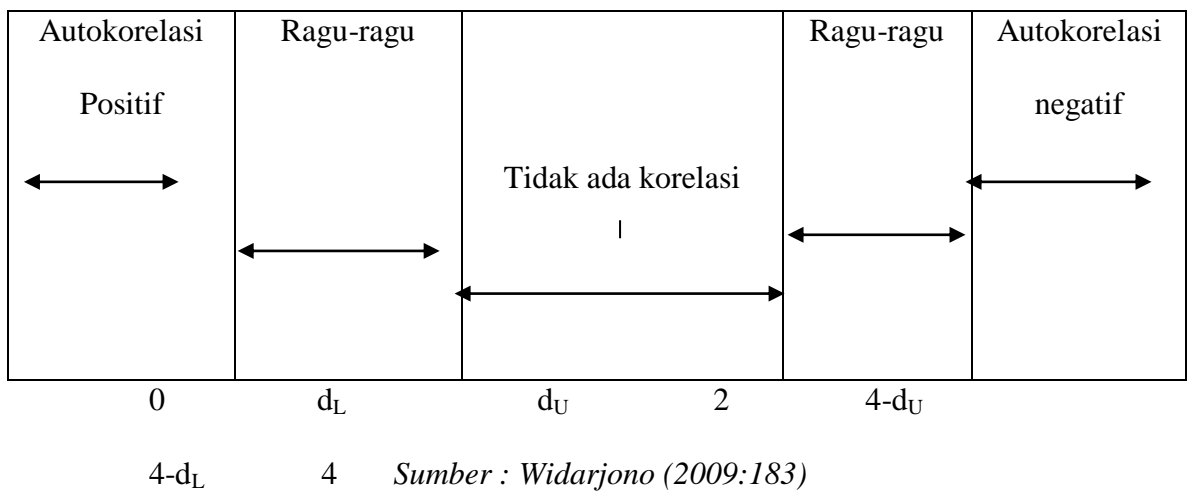 Autokorelasi Positif
Ragu-ragu
Tidak ada korelasi
Ragu-ragu
Autokorelasi negatif
0 dL dU 2 4-dU
4-dL 4 Sumber : Widarjono (2009:183)